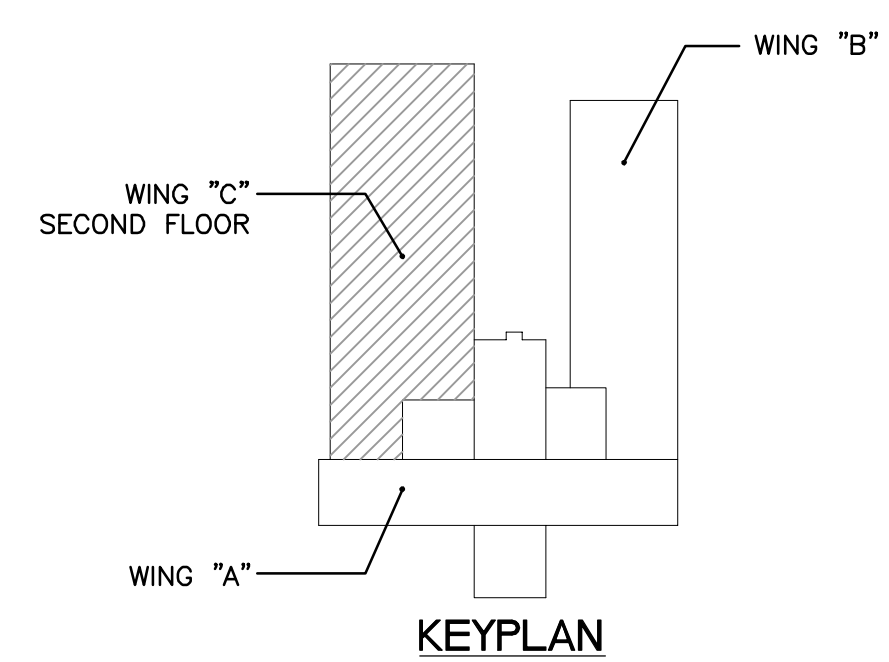 WING "B"
WING "C"
SECOND FLOOR
WING "A"
KEYPLAN